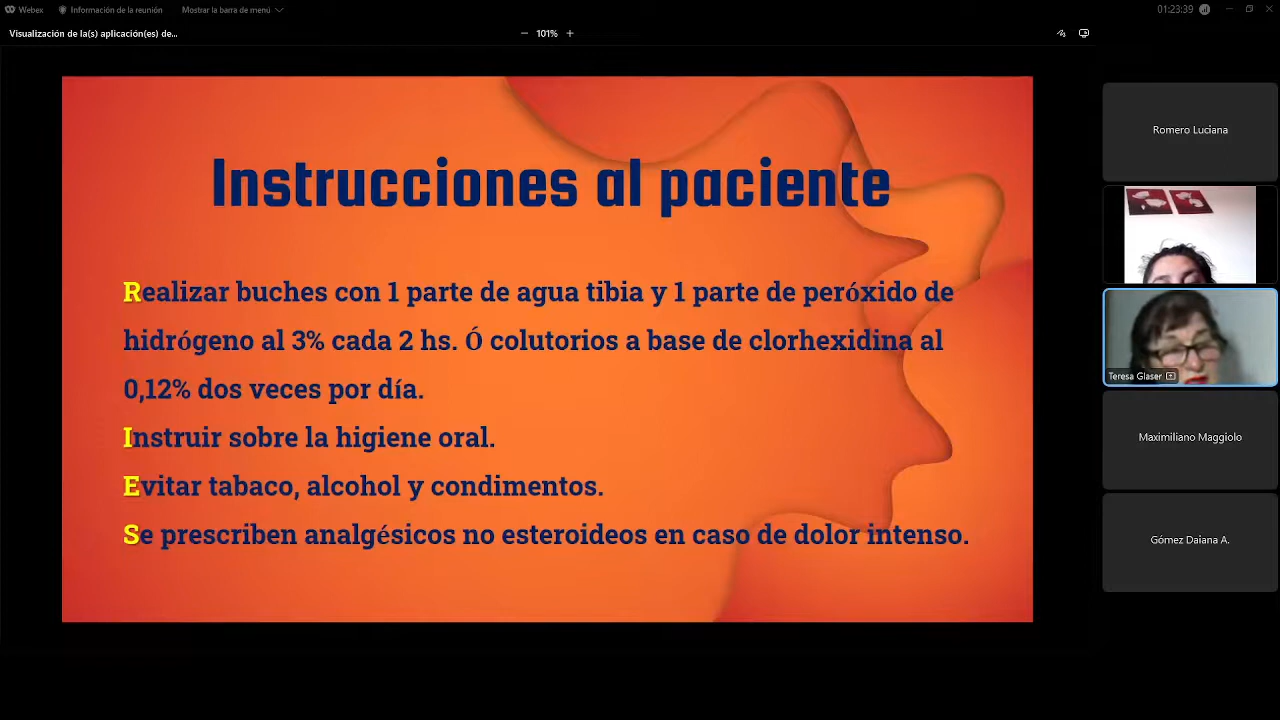 Webex
Información de la reunión
Mostrar la barra de menú
01:23:39
Visualización de la(s) aplicación(es) de...
101%
Instrucciones al paciente
Realizar buches con 1 parte de agua tibia y 1 parte de peróxido de
hidrógeno al 3% cada 2 hs. Ó colutorios a base de clorhexidina al
0,12% dos veces por día.
Instruir sobre la higiene oral.
Evitar tabaco, alcohol y condimentos.
Se prescriben analgésicos no esteroideos en caso de dolor intenso.
Romero Luciana
Teresa Glaser
Maximiliano Maggiolo
Gómez Daiana A.